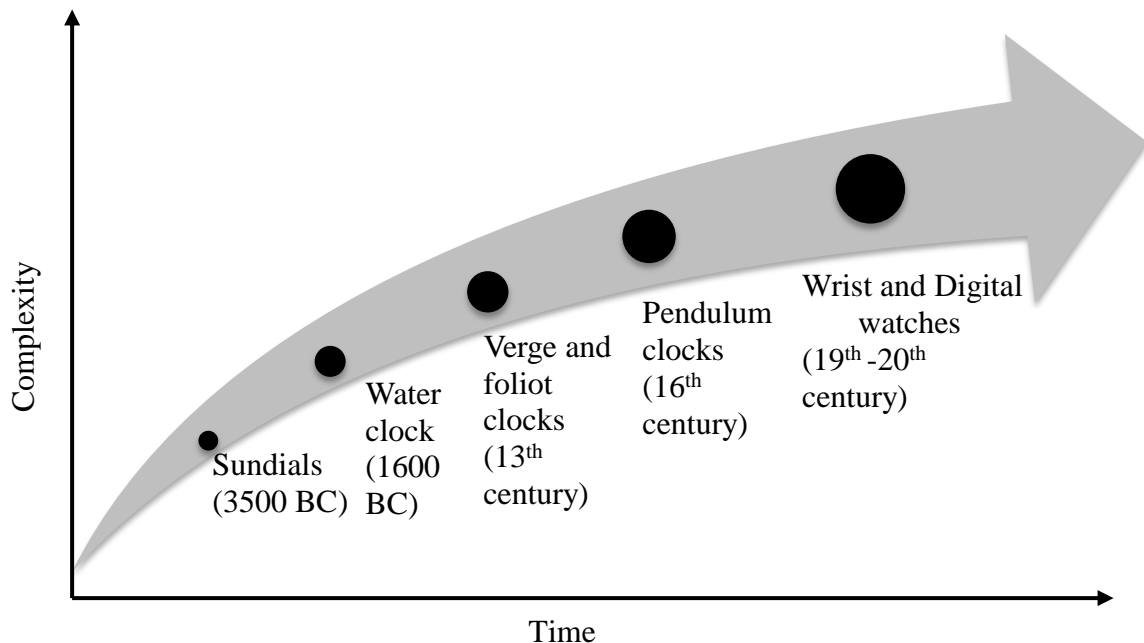 Complexity
Sundials
(3500 BC)
Water
clock
(1600
BC)
Verge and
foliot
clocks
(13th
century)
Pendulum
clocks
(16th
century)
Wrist and Digital
watches
(19th -20th
century)
Time